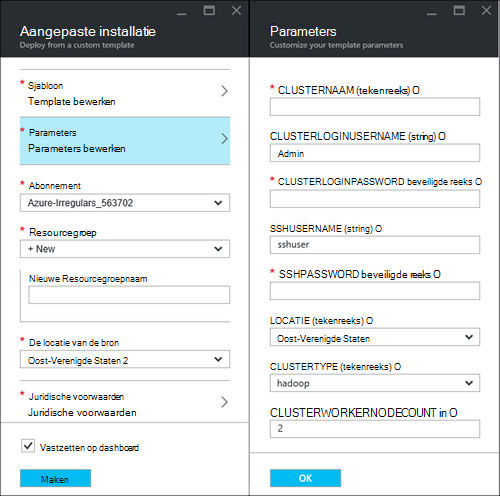 Aangepaste installatie
Deploy from a custom template
* Sjabloon
Template bewerken
* Parameters
Parameters bewerken
* Abonnement
Azure-Irregulars_563702
* Resourcegroep
+ New
Nieuwe Resourcegroepnaam
* De locatie van de bron
Oost-Verenigde Staten 2
* Juridische voorwaarden
Juridische voorwaarden
Vastzetten op dashboard
Maken
Parameters
Customize your template parameters
* CLUSTERNAAM (tekenreeks) O
CLUSTERLOGINUSERNAME (string) O
Admin
* CLUSTERLOGINPASSWORD beveiligde reeks O
SSHUSERNAME (string) O
sshuser
* SSHPASSWORD beveiligde reeks O
LOCATIE (tekenreeks) O
Oost-Verenigde Staten
CLUSTERTYPE (tekenreeks) O
hadoop
CLUSTERWORKERNODECOUNT in O
2
OK